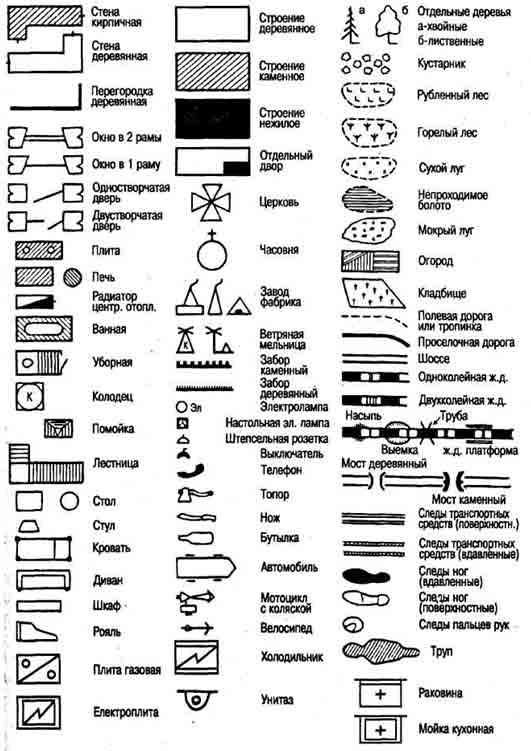 Стена
кирпичная
Стена
деревянная
Перегородка
деревянная
Окно в 2 рамы
Окно в 1 раму
Одностворчатая
дверь
Двустворчатая
дверь
Плита
Печь
Радиатор
центр. отопл.
Ванная
Уборная
К
Колодец
Помойка
Лестница
Стол
Стул
Кровать
Диван
Шкаф
Рояль
Плита газовая
Електроплита
Строение
деревянное
Строение
каменное
Строение
нежилое
Отдельный
двор
Церковь
Часовня
Завод
фабрика
К
Ветряная
мельница
Забор
каменный
Забор
деревянный
Эл
Электролампа
Настольная эл. лампа
Штепсельная розетка
Выключатель
Телефон
Топор
Нож
Бутылка
Автомобиль
Мотоцикл
с коляской
Велосипед
Холодильник
Унитаз
а б
Отдельные деревья
а-хвойные
б-лиственные
Кустарник
Рубленный лес
Горелый лес
Сухой луг
Непроходимое
болото
Мокрый луг
Огород
Кладбище
Полевая дорога
или тропинка
Проселочная дорога
Шоссе
Одноколейная ж.д.
Двухколейная ж.д.
Насыпь Труба
Выемка ж.д. платформа
Мост деревянный
Мост каменный
Следы транспортных
средств (поверхностн.)
Следы транспортных
средств (вдавленные)
Следы ног
(вдавленные)
Следы ног
(поверхностные)
Следы пальцев рук
Труп
Раковина
Мойка кухонная